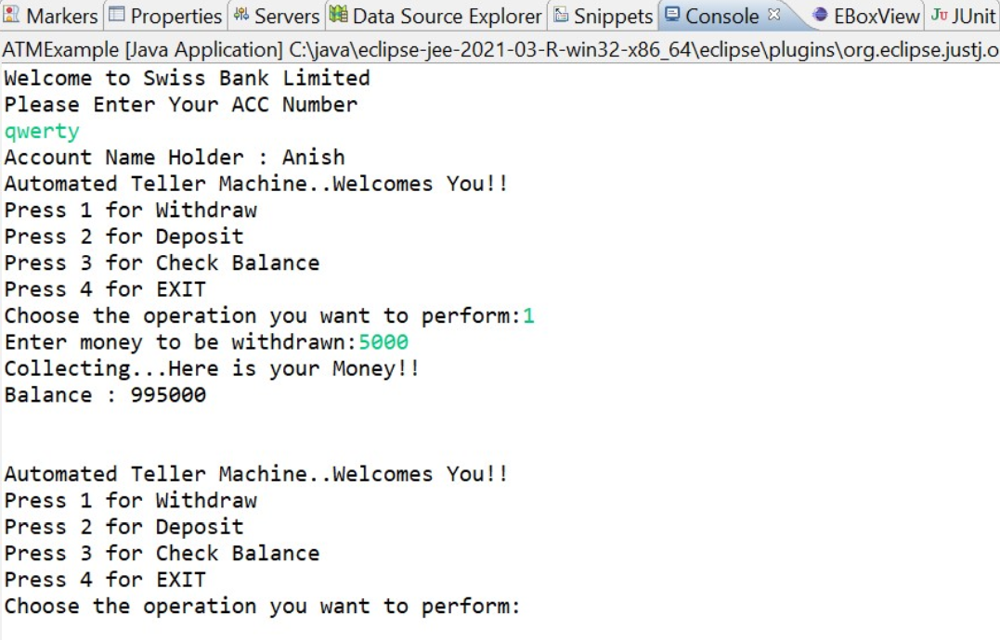 Markers Properties Servers Data Source Explorer Snippets Console EBoxView JUnit
ATMExample [Java Application] C:\java\eclipse-jee-2021-03-R-win32-x86_64\eclipse\plugins\org.eclipse.justj.o
Welcome to Swiss Bank Limited
Please Enter Your ACC Number
qwerty
Account Name Holder : Anish
Automated Teller Machine..Welcomes You!!
Press 1 for Withdraw
Press 2 for Deposit
Press 3 for Check Balance
Press 4 for EXIT
Choose the operation you want to perform:1
Enter money to be withdrawn:5000
Collecting...Here is your Money!!
Balance : 995000
Automated Teller Machine..Welcomes You!!
Press 1 for Withdraw
Press 2 for Deposit
Press 3 for Check Balance
Press 4 for EXIT
Choose the operation you want to perform: